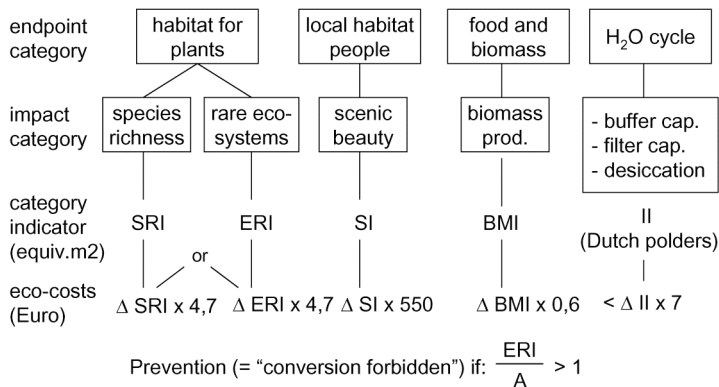 endpoint category
habitat for plants
local habitat people
food and biomass
H₂O cycle
impact category
species richness
rare eco-systems
scenic beauty
biomass prod.
- buffer cap.
- filter cap.
- desiccation
category indicator (equiv.m2)
SRI
ERI
SI
BMI
II
(Dutch polders)
or
eco-costs (Euro)
Δ SRI x 4,7
Δ ERI x 4,7
Δ SI x 550
Δ BMI x 0,6
< Δ II x 7
Prevention (= “conversion forbidden”) if: ERI / A > 1